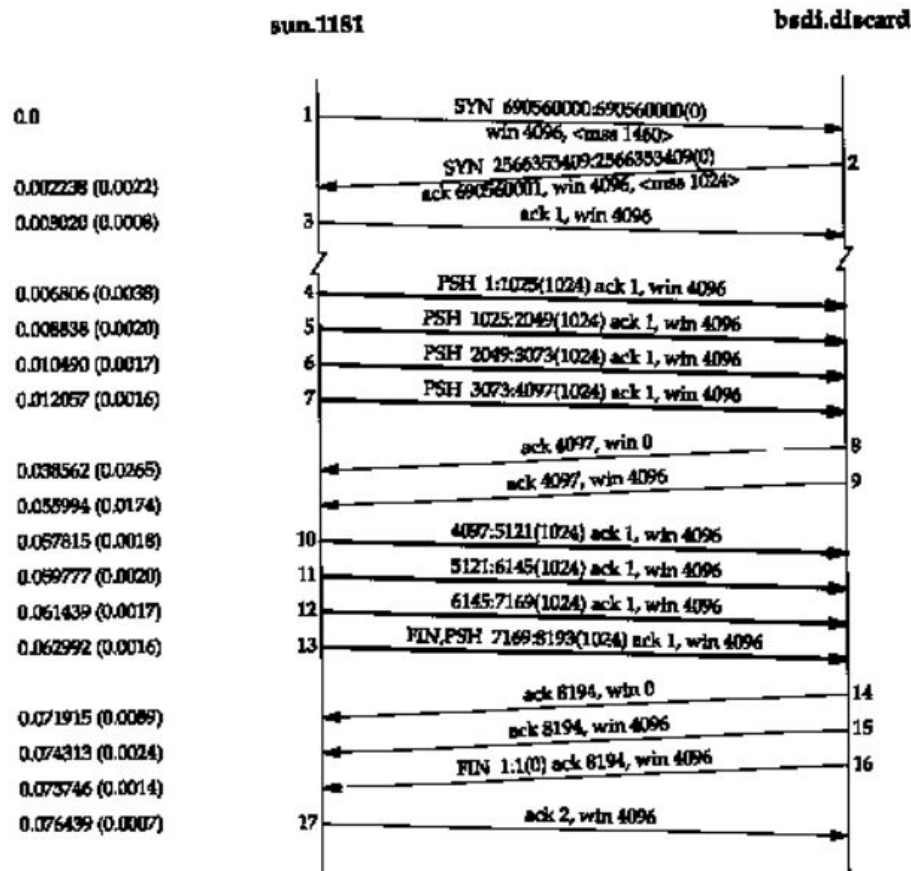 sun.1181 bsdi.discard
0.0 1 SYN 690560000:690560000(0)
win 4096, <mss 1460>
SYN 2566353409:2566353409(0) 2
0.002238 (0.0022) ack 690560001, win 4096, <mss 1024>
0.003020 (0.0008) 3 ack 1, win 4096
0.006806 (0.0038) 4 PSH 1:1025(1024) ack 1, win 4096
0.008838 (0.0020) 5 PSH 1025:2049(1024) ack 1, win 4096
0.010490 (0.0017) 6 PSH 2049:3073(1024) ack 1, win 4096
0.012057 (0.0016) 7 PSH 3073:4097(1024) ack 1, win 4096
ack 4097, win 0 8
0.038562 (0.0265)
ack 4097, win 4096 9
0.055994 (0.0174)
0.057815 (0.0018) 10 4097:5121(1024) ack 1, win 4096
0.059777 (0.0020) 11 5121:6145(1024) ack 1, win 4096
0.061439 (0.0017) 12 6145:7169(1024) ack 1, win 4096
0.062992 (0.0016) 13 FIN,PSH 7169:8193(1024) ack 1, win 4096
ack 8194, win 0 14
0.071915 (0.0089)
ack 8194, win 4096 15
0.074313 (0.0024)
FIN 1:1(0) ack 8194, win 4096 16
0.075746 (0.0014)
0.076439 (0.0007) 17 ack 2, win 4096